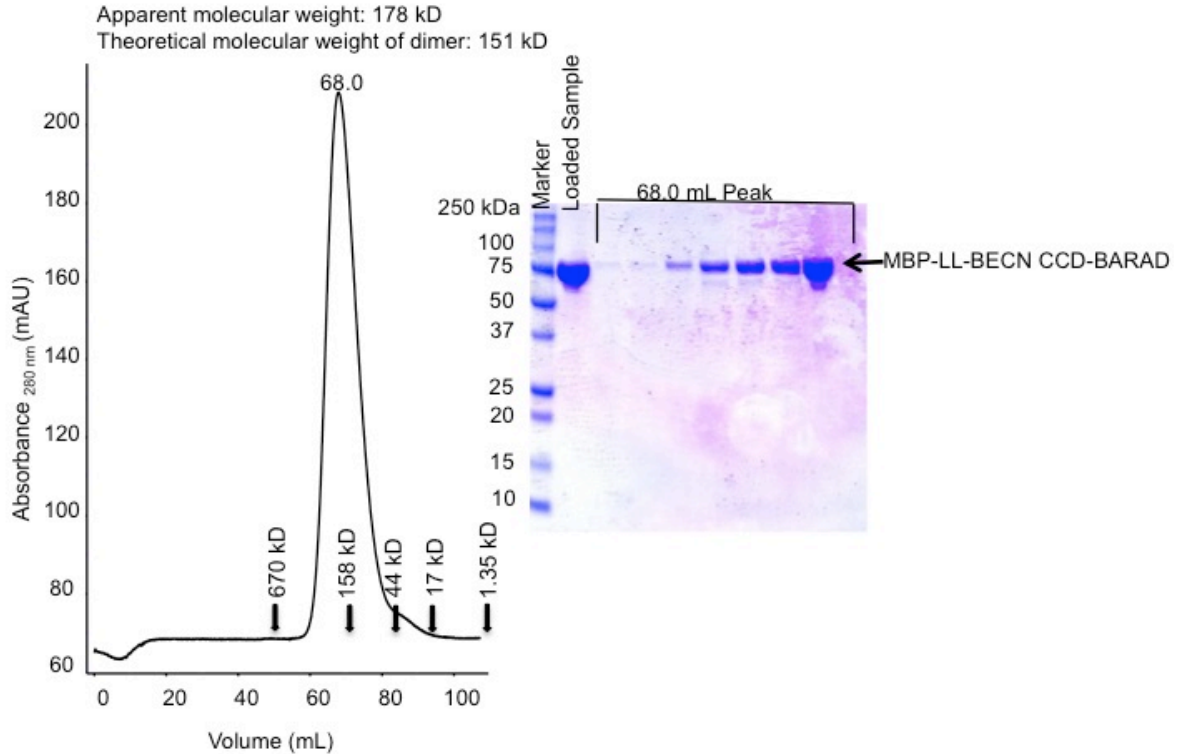 Apparent molecular weight: 178 kD
Theoretical molecular weight of dimer: 151 kD
68.0
200
180
160
140
120
100
80
60
Absorbance 280 nm (mAU)
670 kD
158 kD
44 kD
17 kD
1.35 kD
0
20
40
60
80
100
Volume (mL)
Marker
Loaded Sample
68.0 mL Peak
250 kDa
100
75
50
37
25
20
15
10
MBP-LL-BECN CCD-BARAD